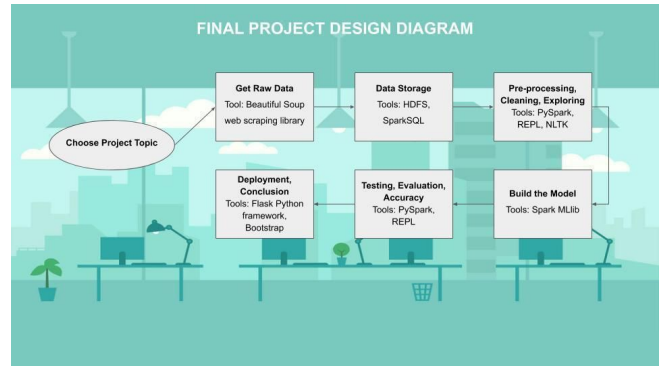 FINAL PROJECT DESIGN DIAGRAM
Choose Project Topic
Get Raw Data
Tool: Beautiful Soup
web scraping library
Data Storage
Tools: HDFS,
SparkSQL
Pre-processing,
Cleaning, Exploring
Tools: PySpark,
REPL, NLTK
Build the Model
Tools: Spark MLlib
Testing, Evaluation,
Accuracy
Tools: PySpark,
REPL
Deployment,
Conclusion
Tools: Flask Python
framework,
Bootstrap